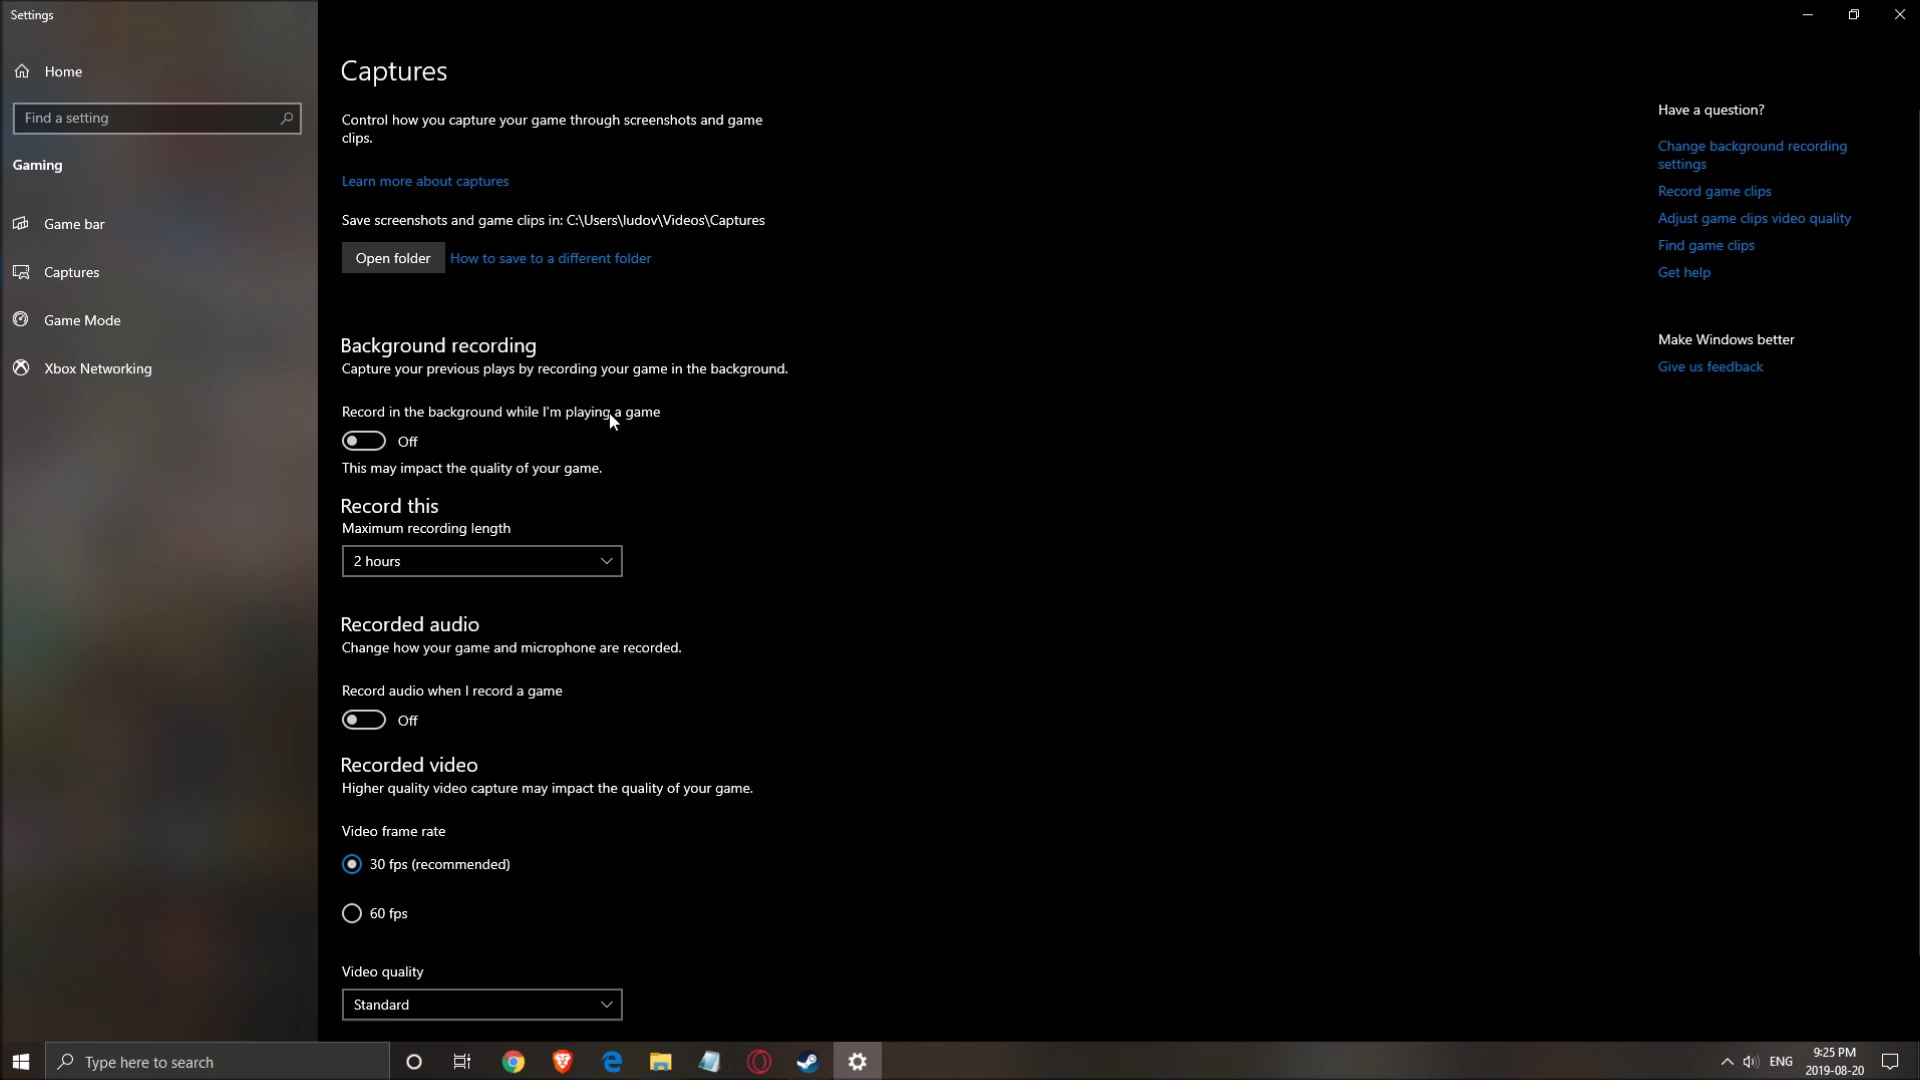 Settings
Home
Find a setting
Gaming
Game bar
Captures
Game Mode
Xbox Networking
Captures
Control how you capture your game through screenshots and game
clips.
Learn more about captures
Save screenshots and game clips in: C:\Users\ludov\Videos\Captures
Open folder
How to save to a different folder
Background recording
Capture your previous plays by recording your game in the background.
Record in the background while I'm playing a game
Off
This may impact the quality of your game.
Record this
Maximum recording length
2 hours
Recorded audio
Change how your game and microphone are recorded.
Record audio when I record a game
Off
Recorded video
Higher quality video capture may impact the quality of your game.
Video frame rate
30 fps (recommended)
60 fps
Video quality
Standard
Have a question?
Change background recording
settings
Record game clips
Adjust game clips video quality
Find game clips
Get help
Make Windows better
Give us feedback
Type here to search
ENG
9:25 PM
2019-08-20